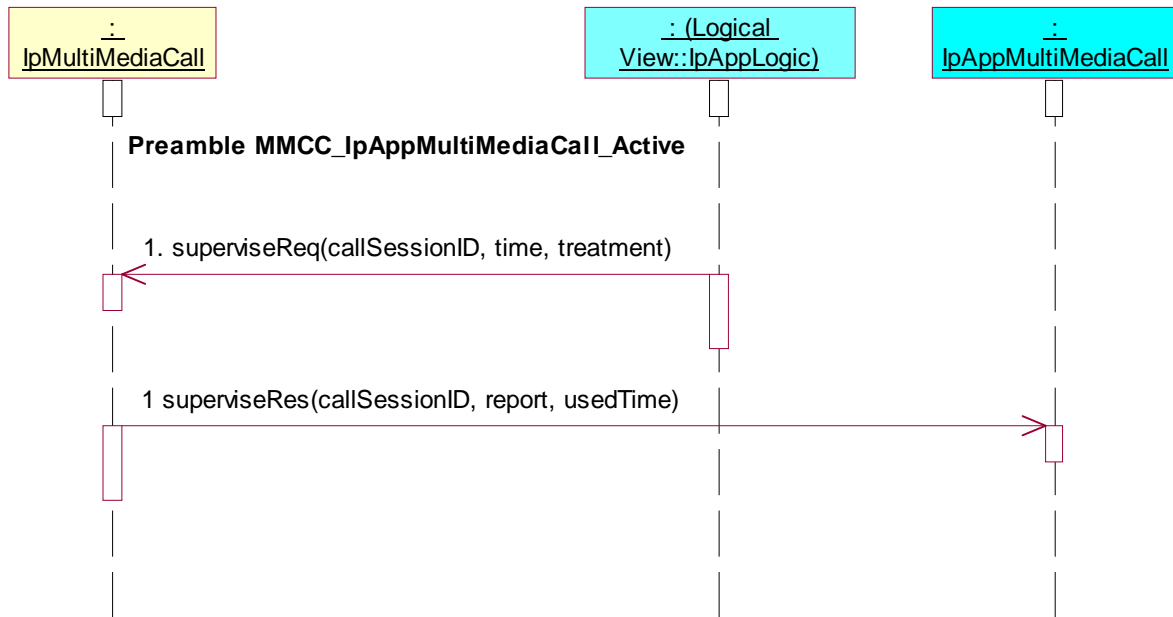 :
IpMultiMediaCall
: (Logical
View::IpAppLogic)
:
IpAppMultiMediaCall
Preamble MMCC_IpAppMultiMediaCall_Active
1. superviseReq(callSessionID, time, treatment)
1 superviseRes(callSessionID, report, usedTime)